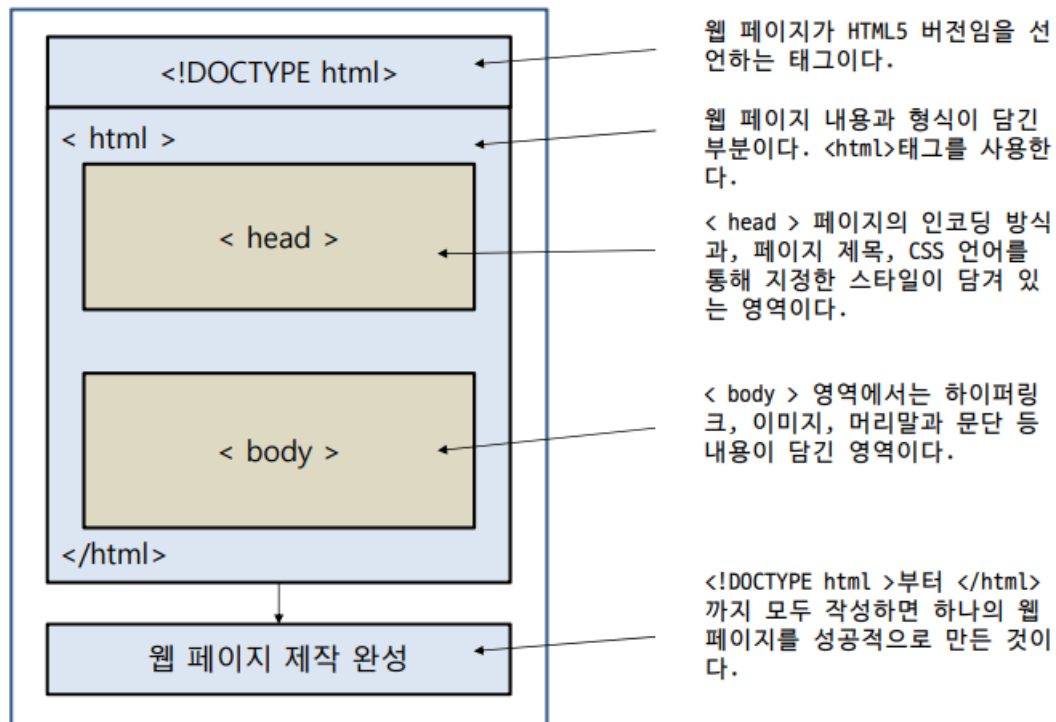 <!DOCTYPE html>
웹 페이지가 HTML5 버전임을 선
언하는 태그이다.
< html >
웹 페이지 내용과 형식이 담긴
부분이다. <html>태그를 사용한
다.
< head >
< head > 페이지의 인코딩 방식
과, 페이지 제목, CSS 언어를
통해 지정한 스타일이 담겨 있
는 영역이다.
< body >
< body > 영역에서는 하이퍼링
크, 이미지, 머리말과 문단 등
내용이 담긴 영역이다.
</html>
<!DOCTYPE html >부터 </html>
까지 모두 작성하면 하나의 웹
페이지를 성공적으로 만든 것이
다.
웹 페이지 제작 완성